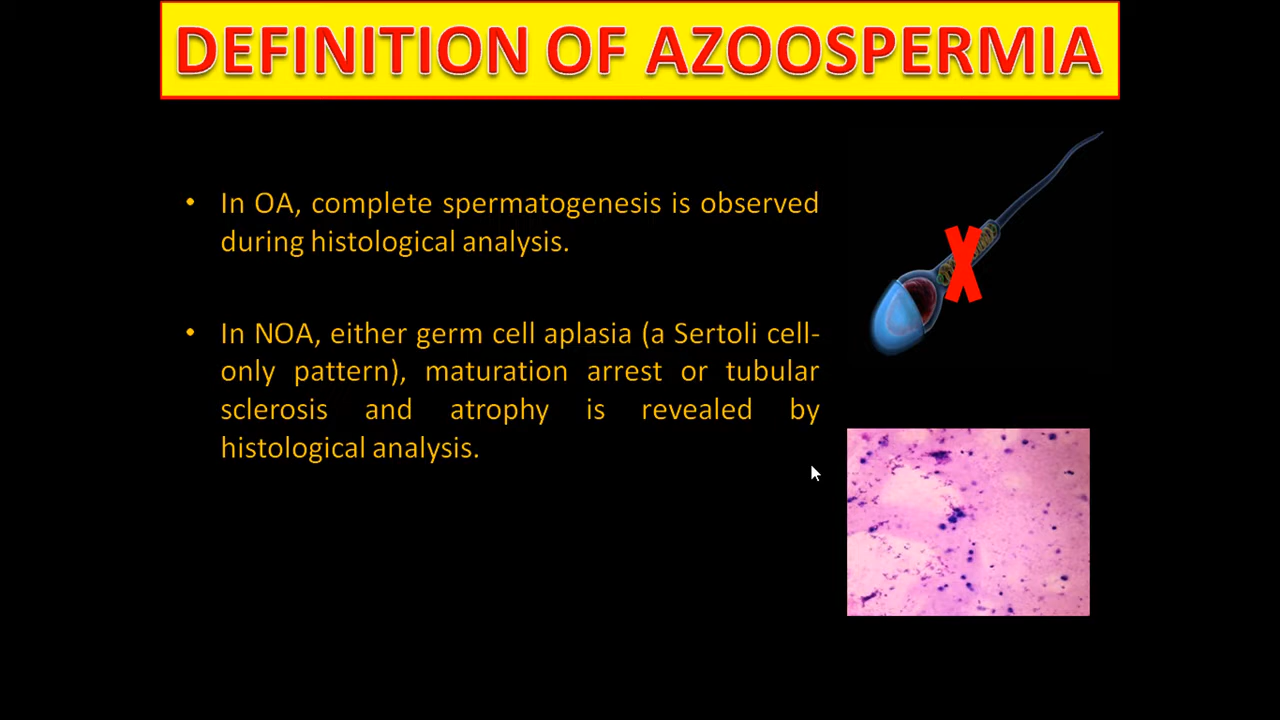 DEFINITION OF AZOOSPERMIA
• In OA, complete spermatogenesis is observed
during histological analysis.
• In NOA, either germ cell aplasia (a Sertoli cell-
only pattern), maturation arrest or tubular
sclerosis and atrophy is revealed by
histological analysis.